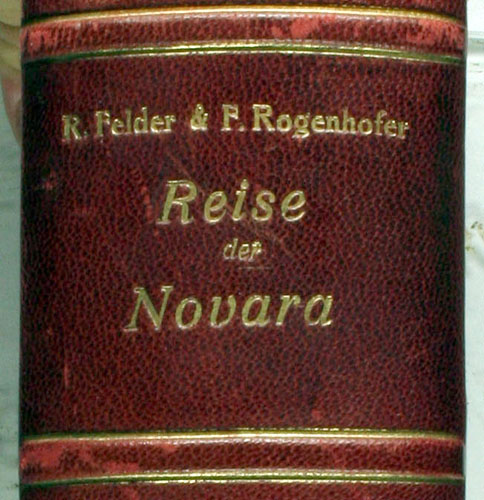 R. Felder & F. Rogenhofer
Reise
der
Novara